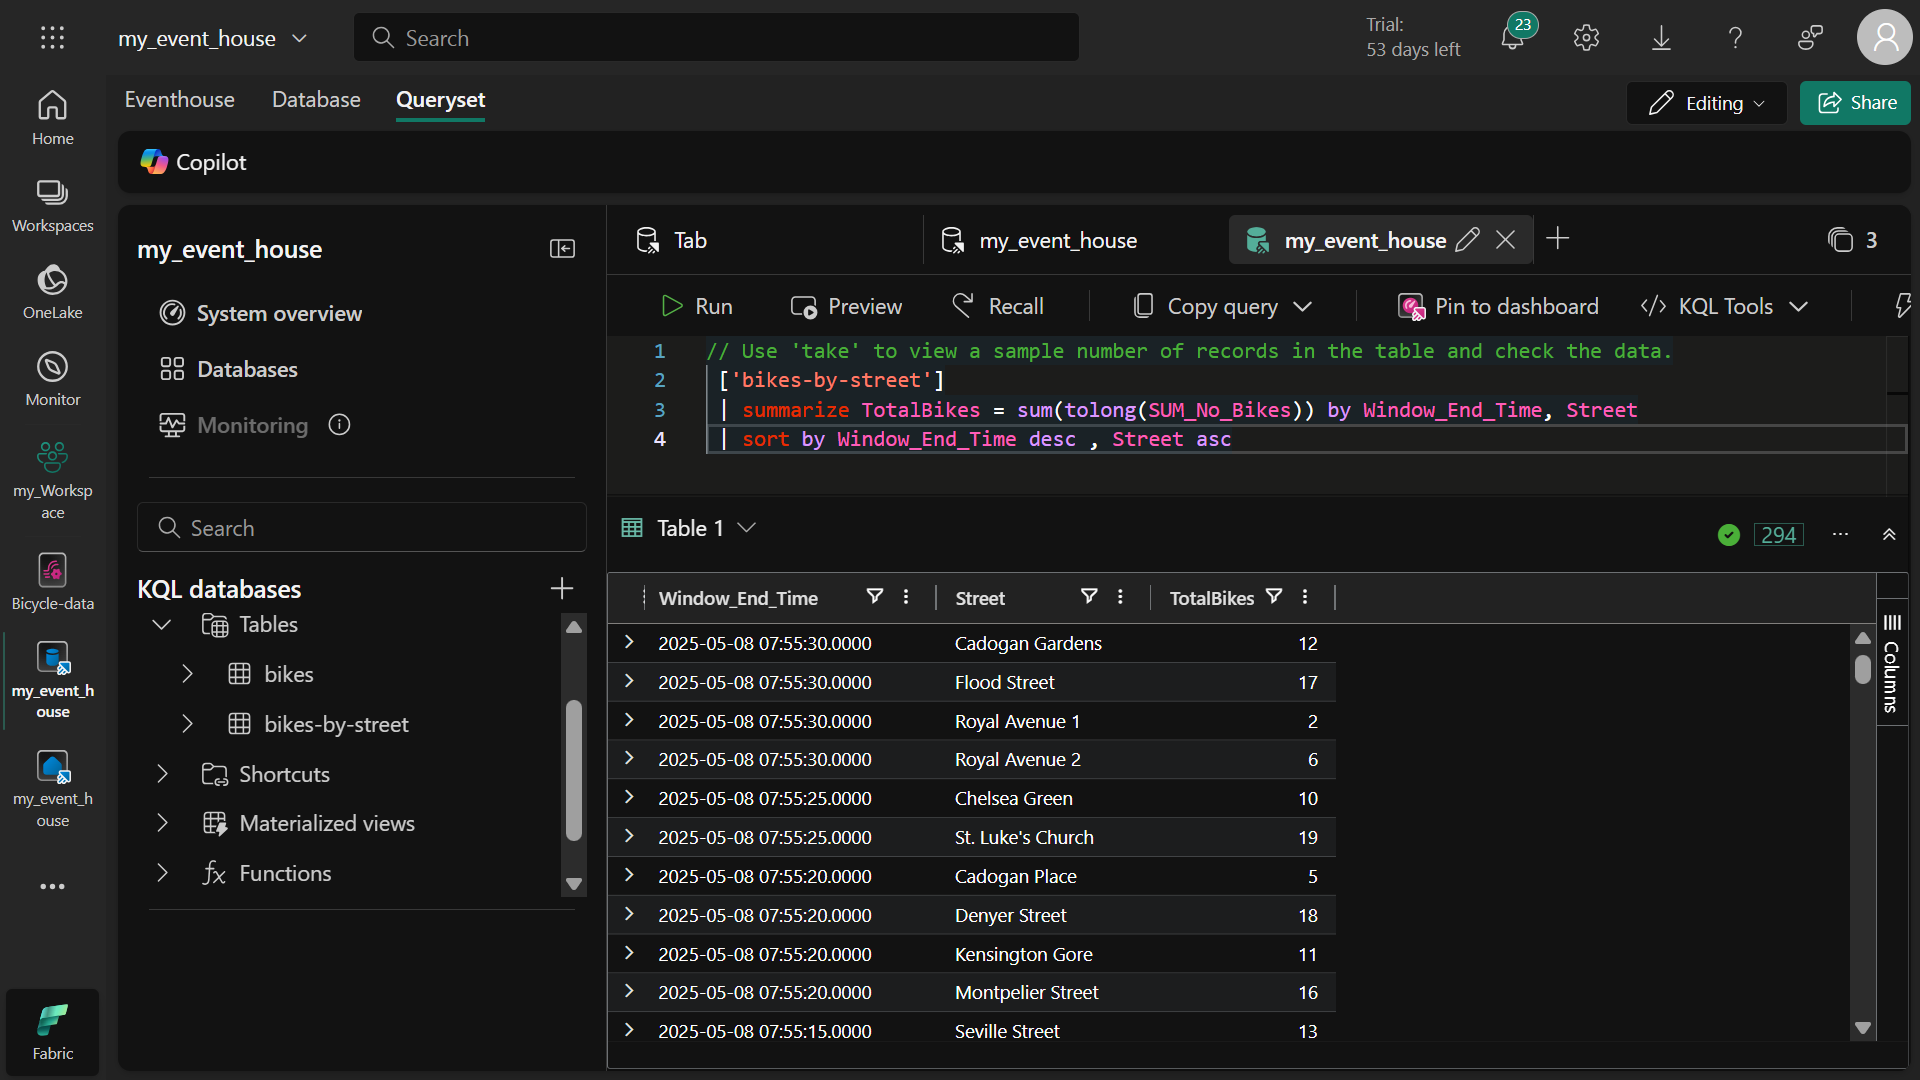 my_event_house
Search
Trial:
53 days left
23
Home
Workspaces
OneLake
Monitor
my_Worksp
ace
Bicycle-data
my_event_h
ouse
my_event_h
ouse
Fabric
Eventhouse
Database
Queryset
Editing
Share
Copilot
my_event_house
System overview
Databases
Monitoring
Search
KQL databases
Tables
bikes
bikes-by-street
Shortcuts
Materialized views
fx Functions
Tab
my_event_house
my_event_house
3
Run
Preview
Recall
Copy query
Pin to dashboard
</> KQL Tools
1 // Use 'take' to view a sample number of records in the table and check the data.
2 ['bikes-by-street']
3 | summarize TotalBikes = sum(tolong(SUM_No_Bikes)) by Window_End_Time, Street
4 | sort by Window_End_Time desc , Street asc
Table 1
294
Window_End_Time Street TotalBikes
2025-05-08 07:55:30.0000 Cadogan Gardens 12
2025-05-08 07:55:30.0000 Flood Street 17
2025-05-08 07:55:30.0000 Royal Avenue 1 2
2025-05-08 07:55:30.0000 Royal Avenue 2 6
2025-05-08 07:55:25.0000 Chelsea Green 10
2025-05-08 07:55:25.0000 St. Luke's Church 19
2025-05-08 07:55:20.0000 Cadogan Place 5
2025-05-08 07:55:20.0000 Denyer Street 18
2025-05-08 07:55:20.0000 Kensington Gore 11
2025-05-08 07:55:20.0000 Montpelier Street 16
2025-05-08 07:55:15.0000 Seville Street 13
Columns